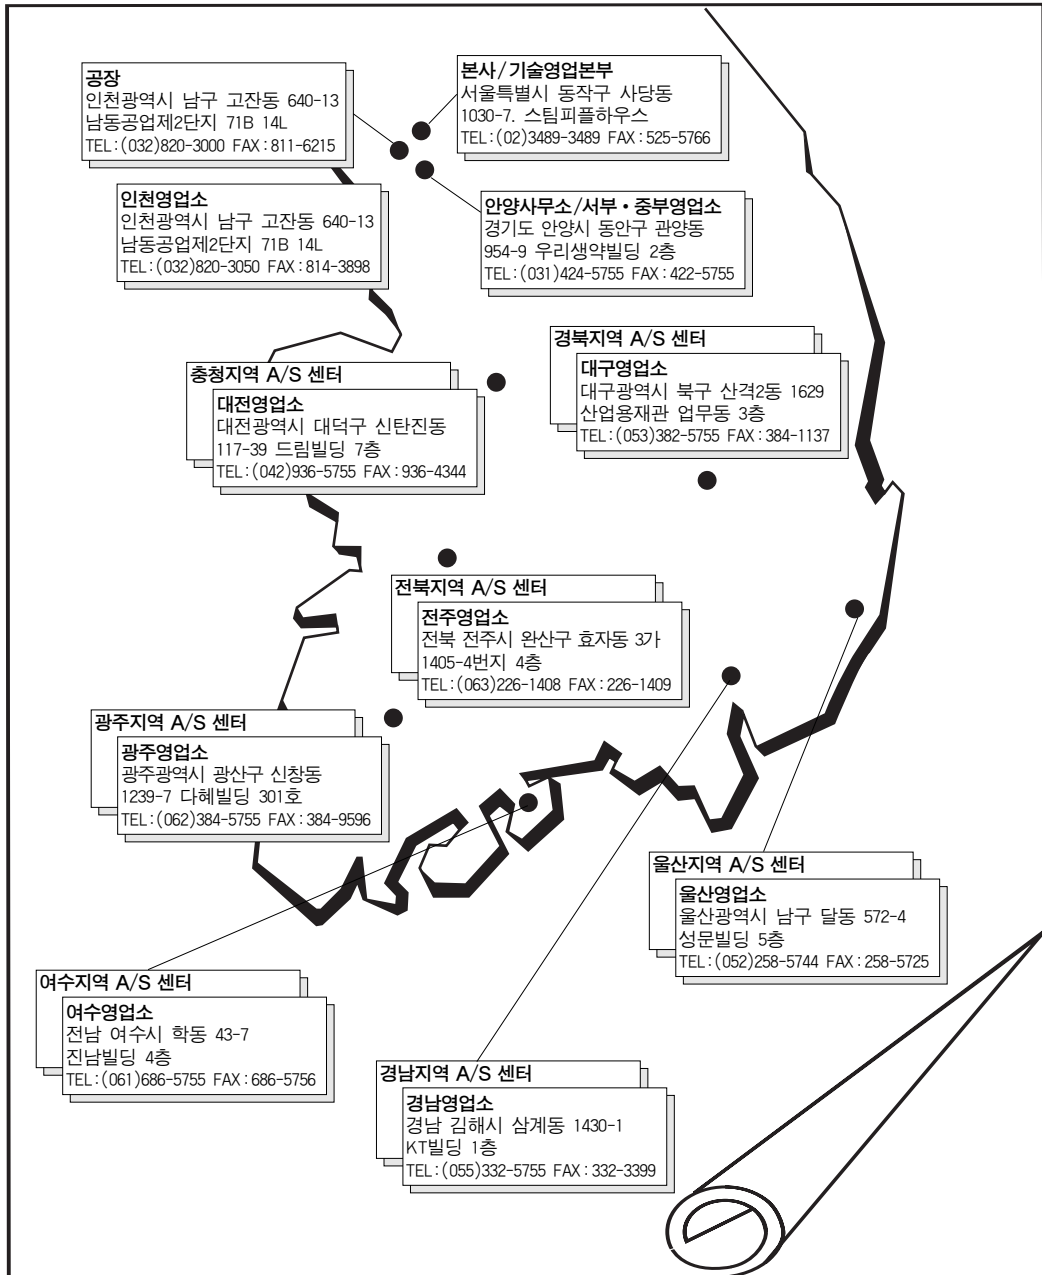 공장
인천광역시 남구 고잔동 640-13
남동공업제2단지 71B 14L
TEL:(032)820-3000 FAX:811-6215
본사/기술영업본부
서울특별시 동작구 사당동
1030-7. 스팀피플하우스
TEL:(02)3489-3489 FAX:525-5766
인천영업소
인천광역시 남구 고잔동 640-13
남동공업제2단지 71B 14L
TEL:(032)820-3050 FAX:814-3898
안양사무소/서부·중부영업소
경기도 안양시 동안구 관양동
954-9 우리생약빌딩 2층
TEL:(031)424-5755 FAX:422-5755
경북지역 A/S 센터
대구영업소
대구광역시 북구 산격2동 1629
산업용재관 업무동 3층
TEL:(053)382-5755 FAX:384-1137
충청지역 A/S 센터
대전영업소
대전광역시 대덕구 신탄진동
117-39 드림빌딩 7층
TEL:(042)936-5755 FAX:936-4344
전북지역 A/S 센터
전주영업소
전북 전주시 완산구 효자동 3가
1405-4번지 4층
TEL:(063)226-1408 FAX:226-1409
광주지역 A/S 센터
광주영업소
광주광역시 광산구 신창동
1239-7 다혜빌딩 301호
TEL:(062)384-5755 FAX:384-9596
울산지역 A/S 센터
울산영업소
울산광역시 남구 달동 572-4
성문빌딩 5층
TEL:(052)258-5744 FAX:258-5725
여수지역 A/S 센터
여수영업소
전남 여수시 학동 43-7
진남빌딩 4층
TEL:(061)686-5755 FAX:686-5756
경남지역 A/S 센터
경남영업소
경남 김해시 삼계동 1430-1
KT빌딩 1층
TEL:(055)332-5755 FAX:332-3399